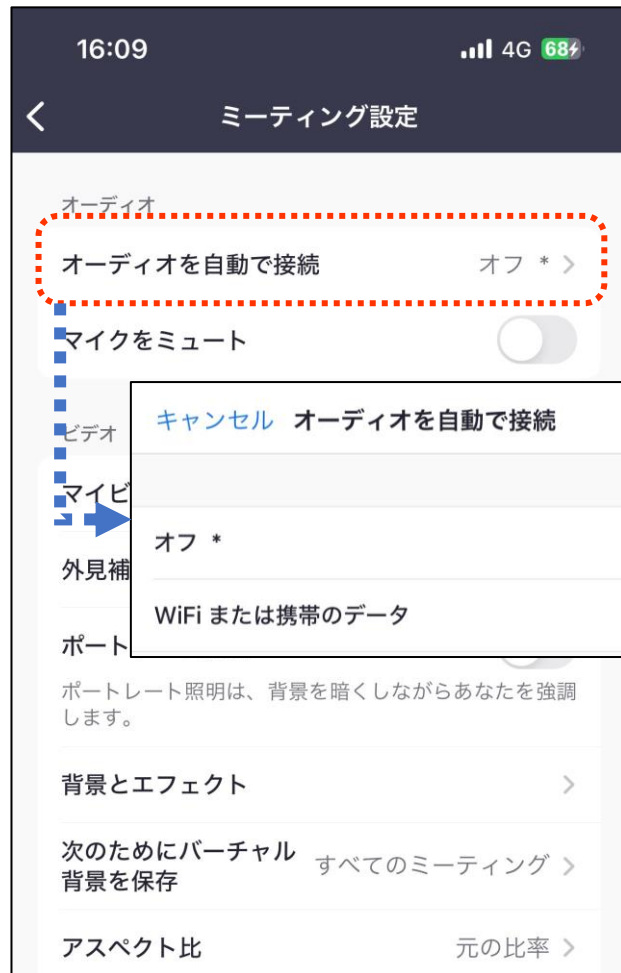 16:09 4G 68
ミーティング設定
オーディオ
オーディオを自動で接続 オフ *
マイクをミュート
ビデオ
キャンセル オーディオを自動で接続
マイビ
オフ *
外見補
WiFi または携帯のデータ
ポート
ポートレート照明は、背景を暗くしながらあなたを強調
します。
背景とエフェクト
次のためにバーチャル
背景を保存 すべてのミーティング
アスペクト比 元の比率